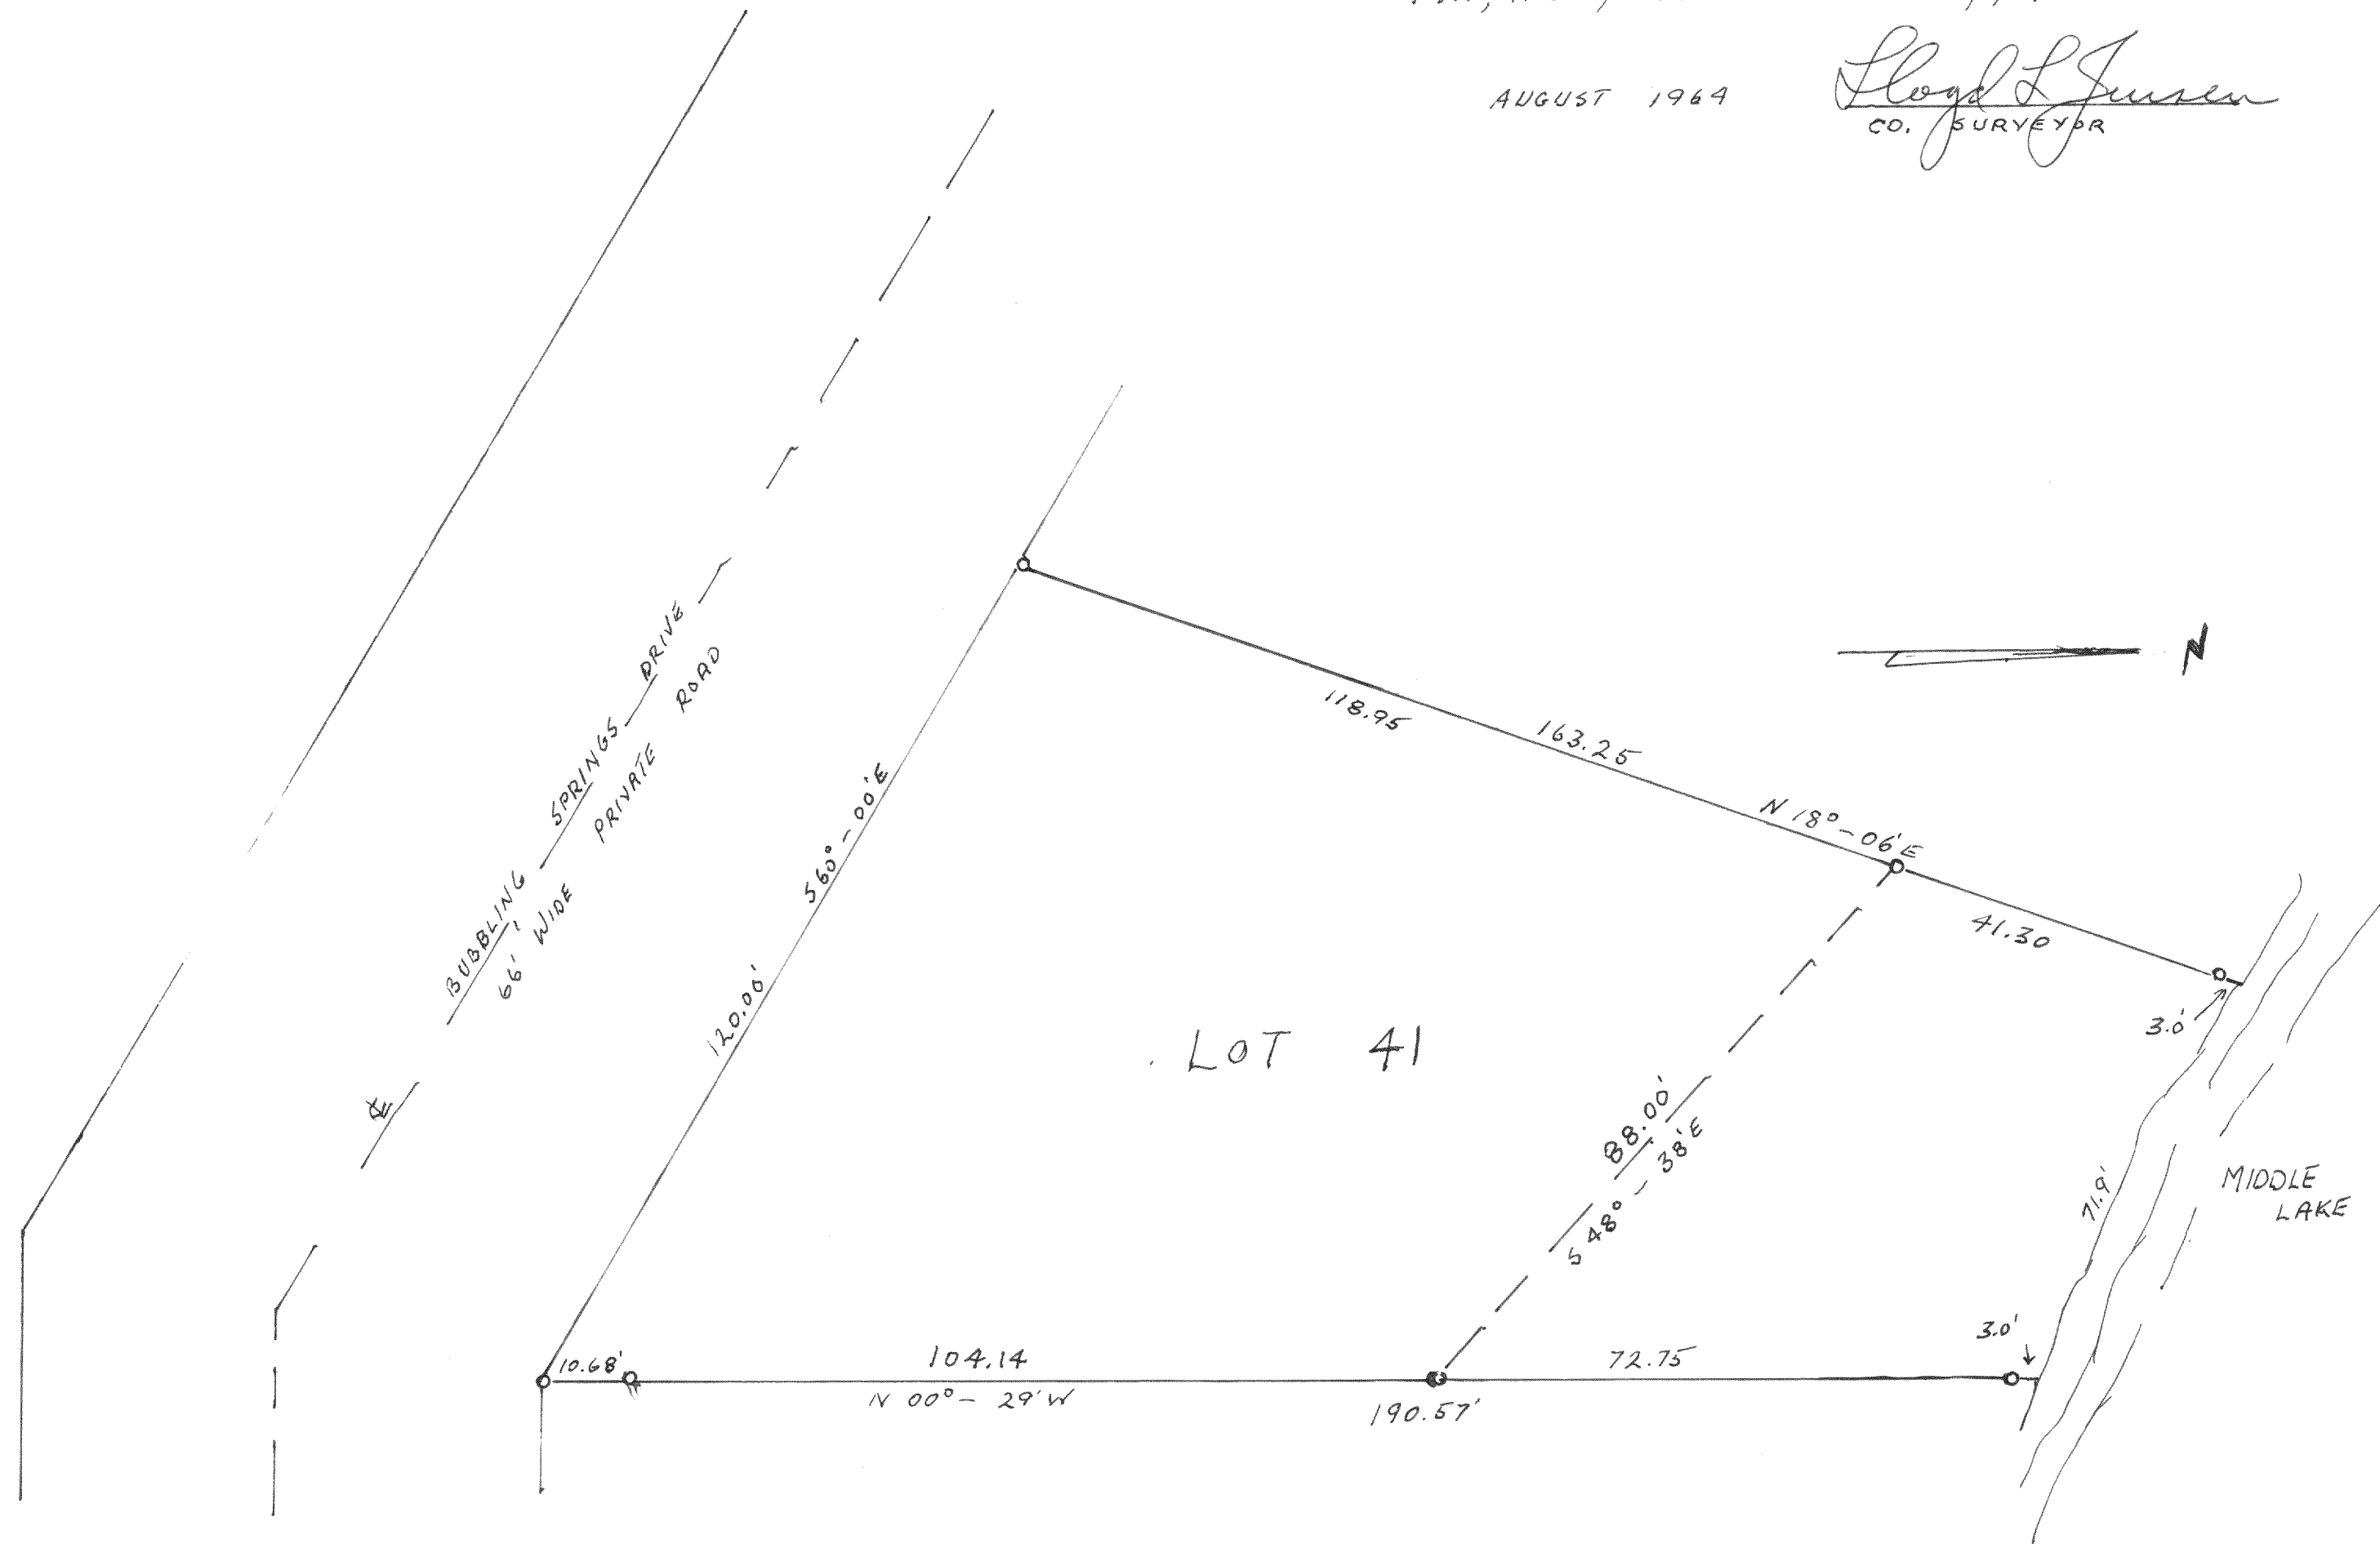 AUGUST 1964
Lloyd L Jensen
CO. SURVEYOR
N
118.95
163.25
N 18°-06'E
41.30
3.0'
BUBBLING SPRINGS DRIVE
66' WIDE PRIVATE ROAD
℄
S60°-00'E
120.00'
LOT 41
88.00'
S48°-38'E
71.9'
MIDDLE
LAKE
3.0'
10.68'
104.14
72.75
N 00°- 29'W
190.57'